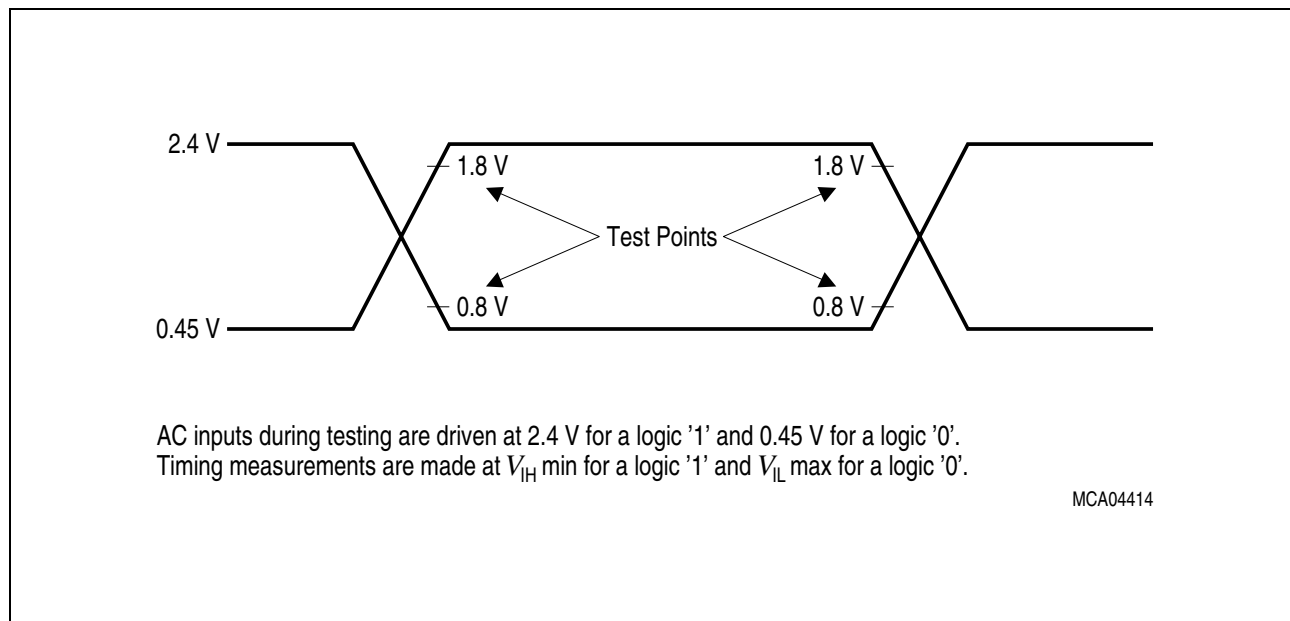 2.4 V
1.8 V
1.8 V
Test Points
0.8 V
0.8 V
0.45 V
AC inputs during testing are driven at 2.4 V for a logic ’1’ and 0.45 V for a logic ’0’.
Timing measurements are made at VIH min for a logic ’1’ and VIL max for a logic ’0’.
MCA04414